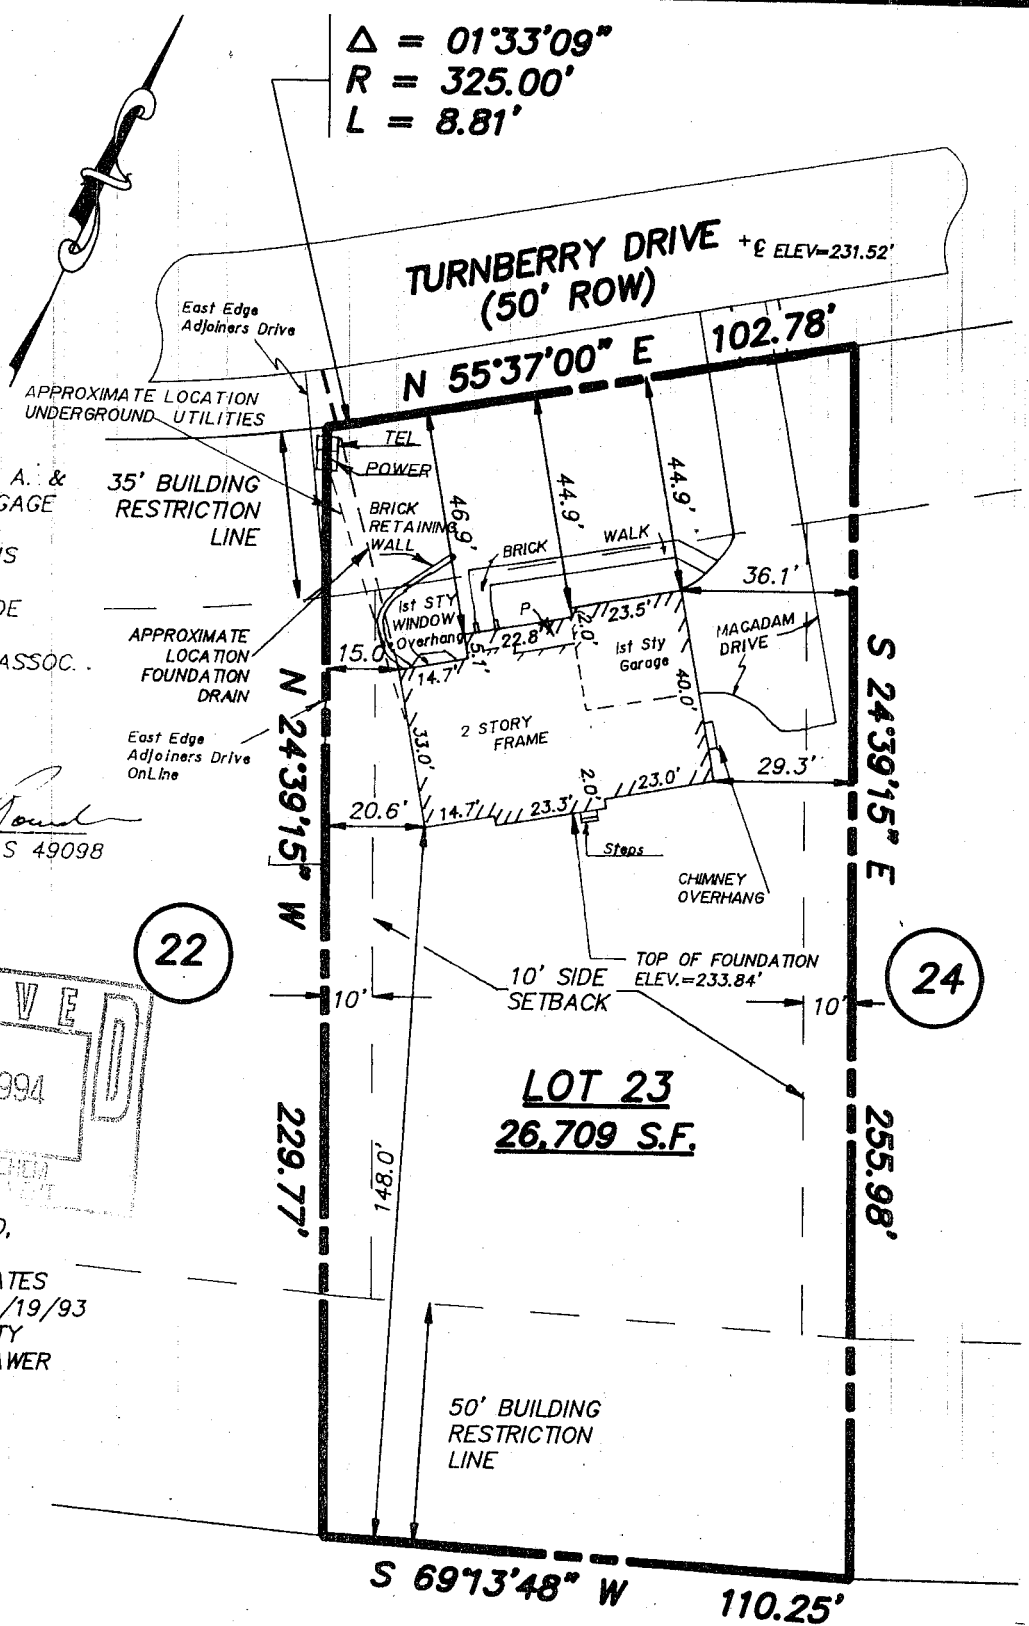 Δ = 01°33'09"
R = 325.00'
L = 8.81'
TURNBERRY DRIVE
(50' ROW)
+℄ ELEV=231.52'
East Edge
Adjoiners Drive
N 55°37'00" E
102.78'
APPROXIMATE LOCATION
UNDERGROUND UTILITIES
TEL
POWER
A. &
GAGE
35' BUILDING
RESTRICTION
LINE
BRICK
RETAINING
WALL
46.9'
44.9'
44.9'
BRICK
WALK
36.1'
1st STY
WINDOW
Overhang
P
22.8'
23.5'
2.0'
1st Sty
Garage
MACADAM
DRIVE
APPROXIMATE
LOCATION
FOUNDATION
DRAIN
ASSOC.
15.0'
14.7'
5.1'
40.0'
33.0'
2 STORY
FRAME
East Edge
Adjoiners Drive
OnLine
N 24°39'15" W
S 24°39'15" E
29.3'
20.6'
14.7'
23.3'
2.0'
23.0'
Steps
S 49098
CHIMNEY
OVERHANG
22
24
TOP OF FOUNDATION
ELEV.=233.84'
10' SIDE
SETBACK
10'
10'
VED
994
LOT 23
26,709 S.F.
229.77'
255.98'
148.0'
ATES
/19/93
TY
AWER
50' BUILDING
RESTRICTION
LINE
S 69°13'48" W
110.25'